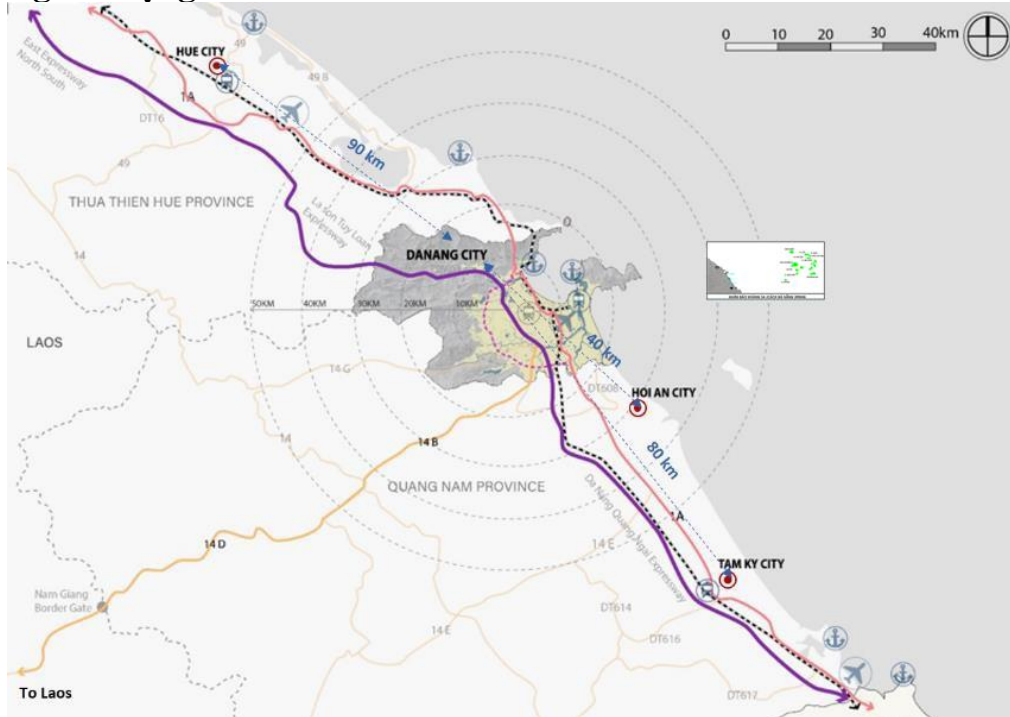 0 10 20 30 40km
HUE CITY
49
49 B
East Expressway
North South
1A
DT16
90 km
49
THUA THIEN HUE PROVINCE
La Son Tuy Loan
Expressway
14
DANANG CITY
50KM 40KM 30KM 20KM 10KM
LAOS
40 km
14 G
DT608
HOI AN CITY
14
14 B
80 km
QUANG NAM PROVINCE
Da Nang Quang Ngai Expressway
1A
14 D
14 E
TAM KY CITY
Nam Giang
Border Gate
DT614
14 E
DT616
To Laos
DT617